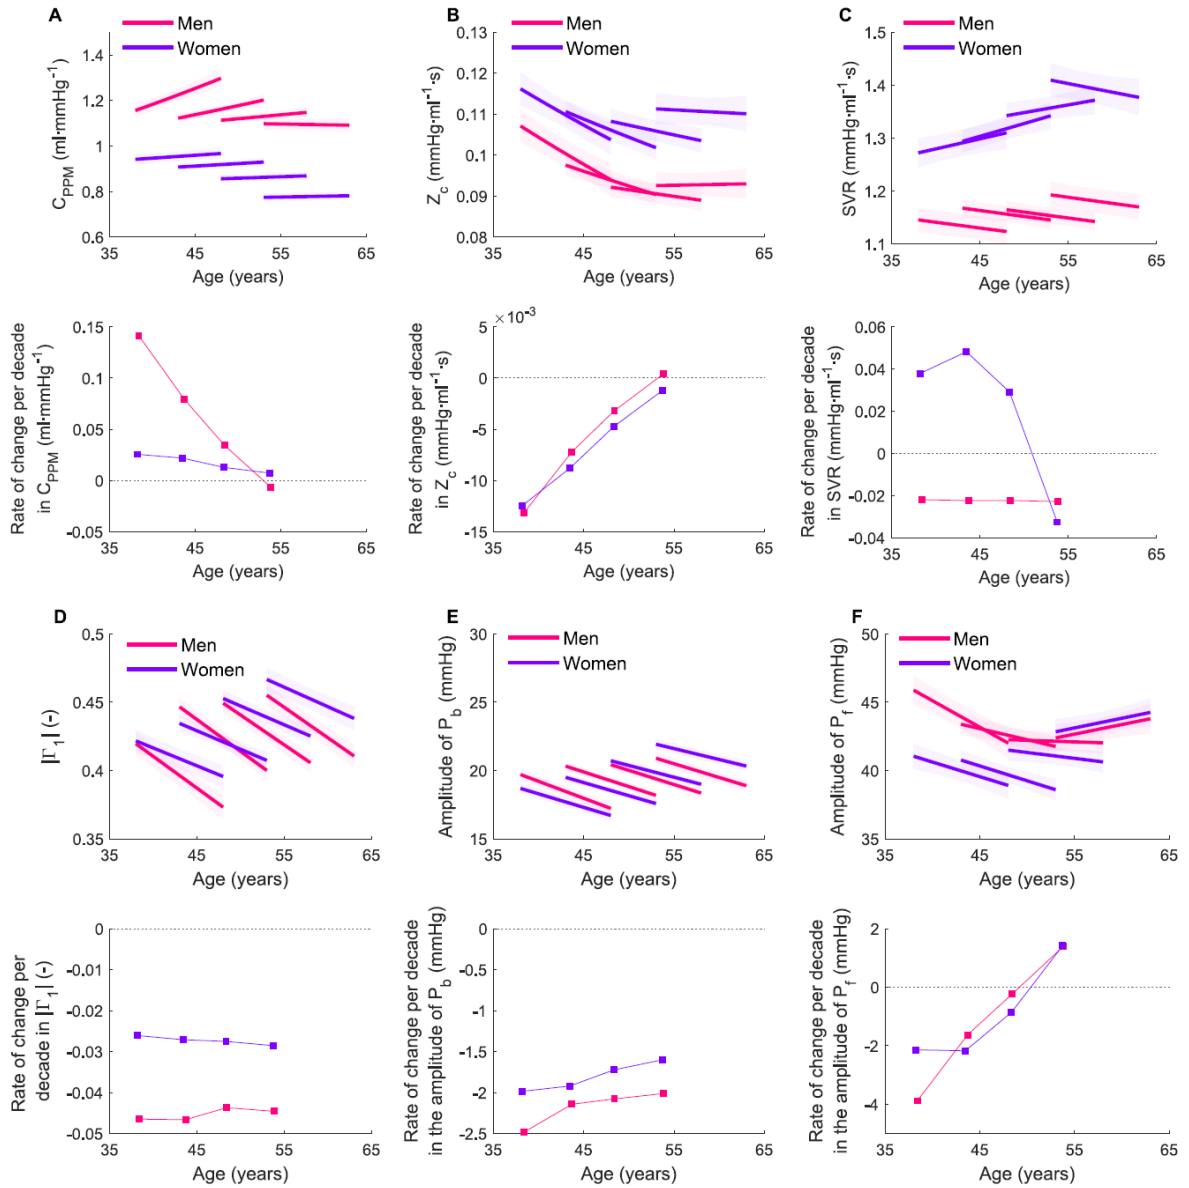 A
Men
Women
C_PPM (ml·mmHg⁻¹)
1.4
1.2
1
0.8
0.6
35
45
55
65
Age (years)
B
Men
Women
Z_c (mmHg·ml⁻¹·s)
0.13
0.12
0.11
0.1
0.09
0.08
35
45
55
65
Age (years)
C
Men
Women
SVR (mmHg·ml⁻¹·s)
1.5
1.4
1.3
1.2
1.1
35
45
55
65
Age (years)
Rate of change per decade
in C_PPM (ml·mmHg⁻¹)
0.15
0.1
0.05
0
-0.05
35
45
55
65
Age (years)
Rate of change per decade
in Z_c (mmHg·ml⁻¹·s)
×10⁻³
5
0
-5
-10
-15
35
45
55
65
Age (years)
Rate of change per decade
in SVR (mmHg·ml⁻¹·s)
0.06
0.04
0.02
0
-0.02
-0.04
35
45
55
65
Age (years)
D
Men
Women
|Γ₁| (-)
0.5
0.45
0.4
0.35
35
45
55
65
Age (years)
E
Men
Women
Amplitude of P_b (mmHg)
30
25
20
15
35
45
55
65
Age (years)
F
Men
Women
Amplitude of P_f (mmHg)
50
45
40
35
35
45
55
65
Age (years)
Rate of change per
decade in |Γ₁| (-)
0
-0.01
-0.02
-0.03
-0.04
-0.05
35
45
55
65
Age (years)
Rate of change per decade
in the amplitude of P_b (mmHg)
0
-0.5
-1
-1.5
-2
-2.5
35
45
55
65
Age (years)
Rate of change per decade
in the amplitude of P_f (mmHg)
2
0
-2
-4
35
45
55
65
Age (years)